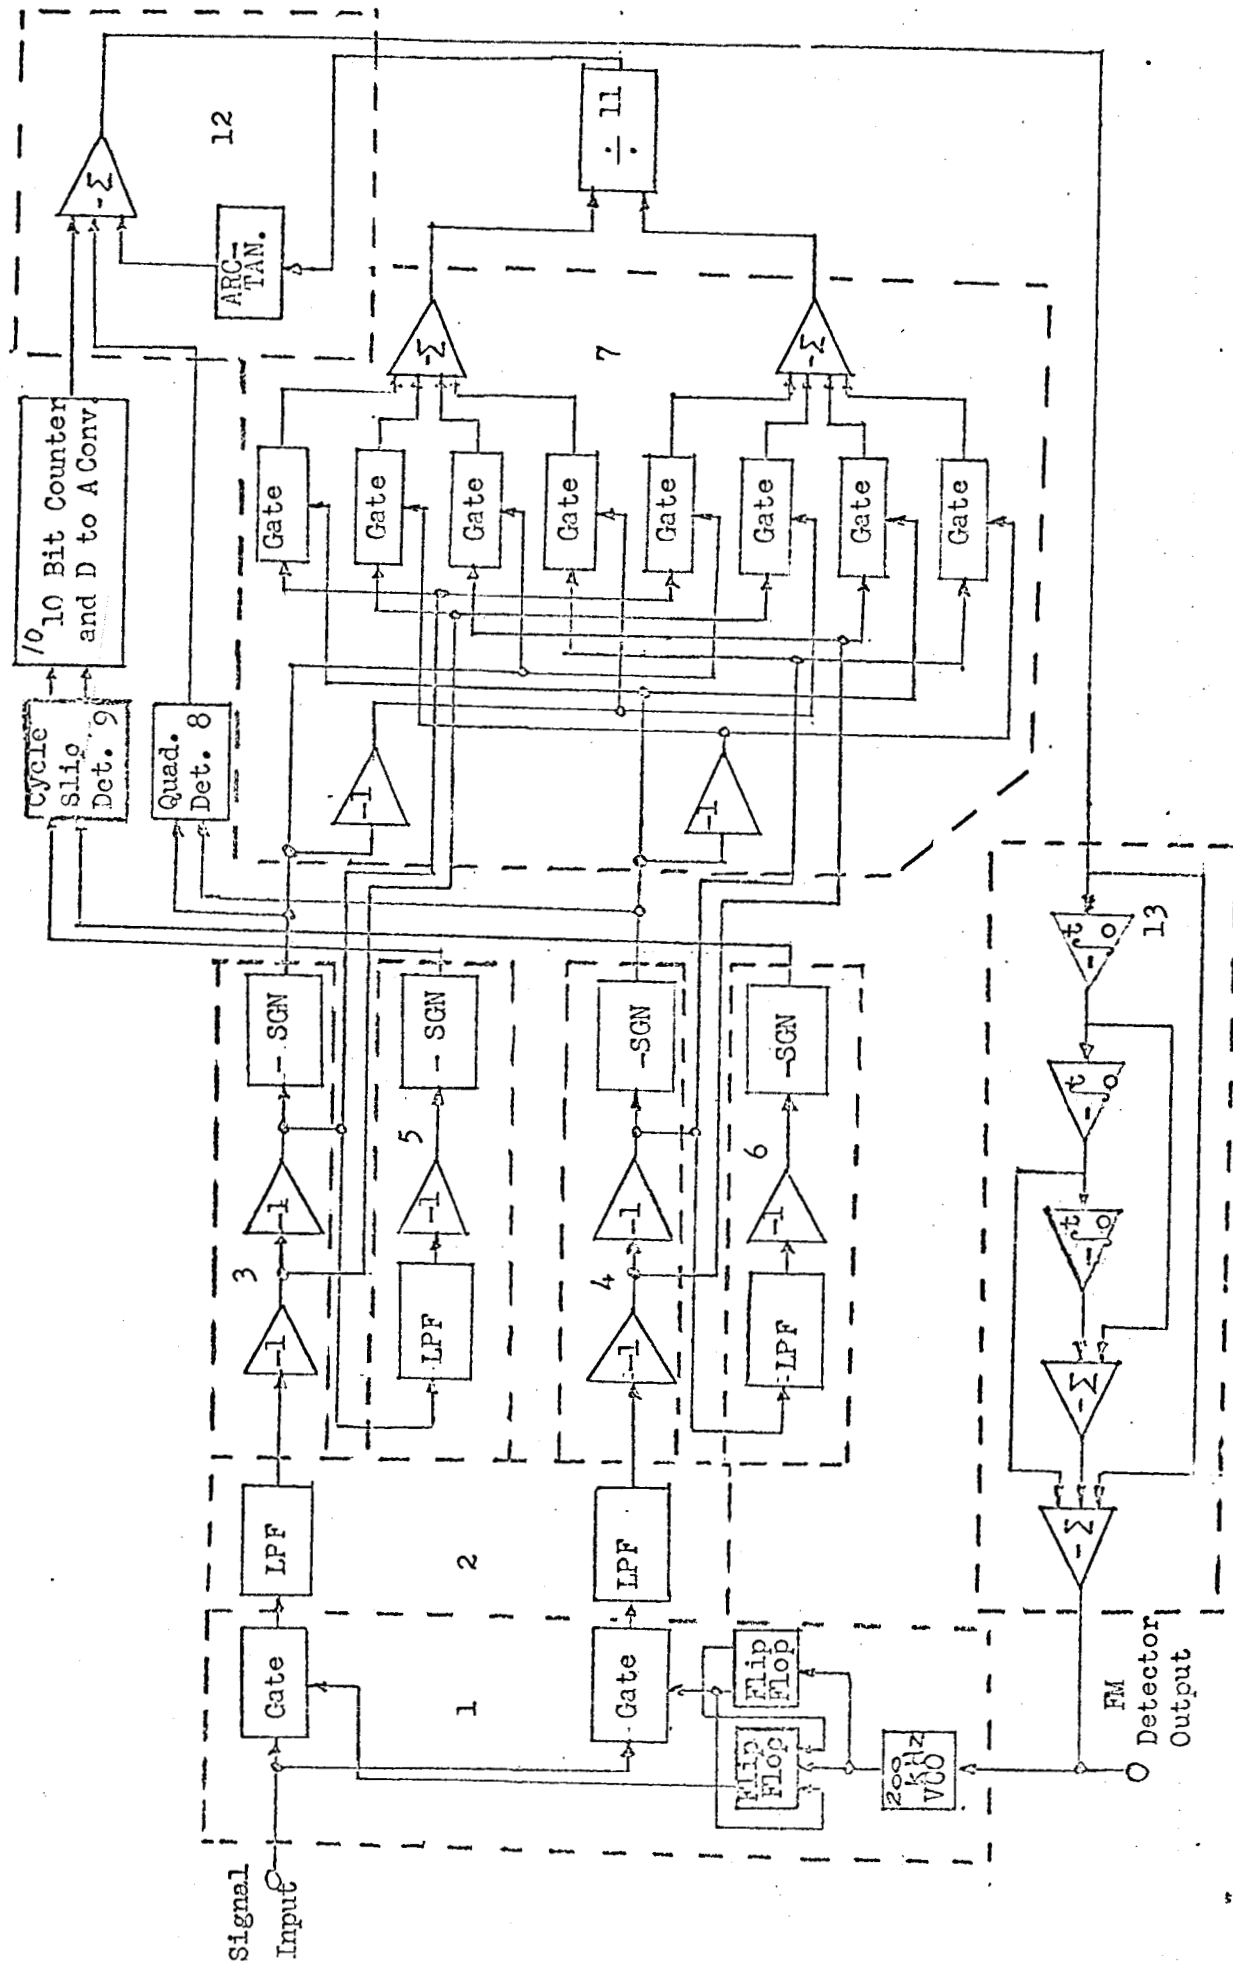 Signal
Input
Gate
1
Gate
Flip
Flop
Flip
Flop
200
kHz
VCO
FM
Detector
Output
LPF
2
LPF
-1
3
-1
-SGN
LPF
-1
5
-SGN
-1
4
-1
-SGN
LPF
-1
6
-SGN
Cycle
Slip
Det. 9
Quad.
Det. 8
10
10 Bit Counter
and D to A Conv.
-1
-1
Gate
Gate
Gate
Gate
Gate
Gate
Gate
Gate
-Σ
7
-Σ
÷ 11
ARC-
TAN.
-Σ
12
-∫ t o
13
-∫ t o
-∫ t o
-Σ
-Σ